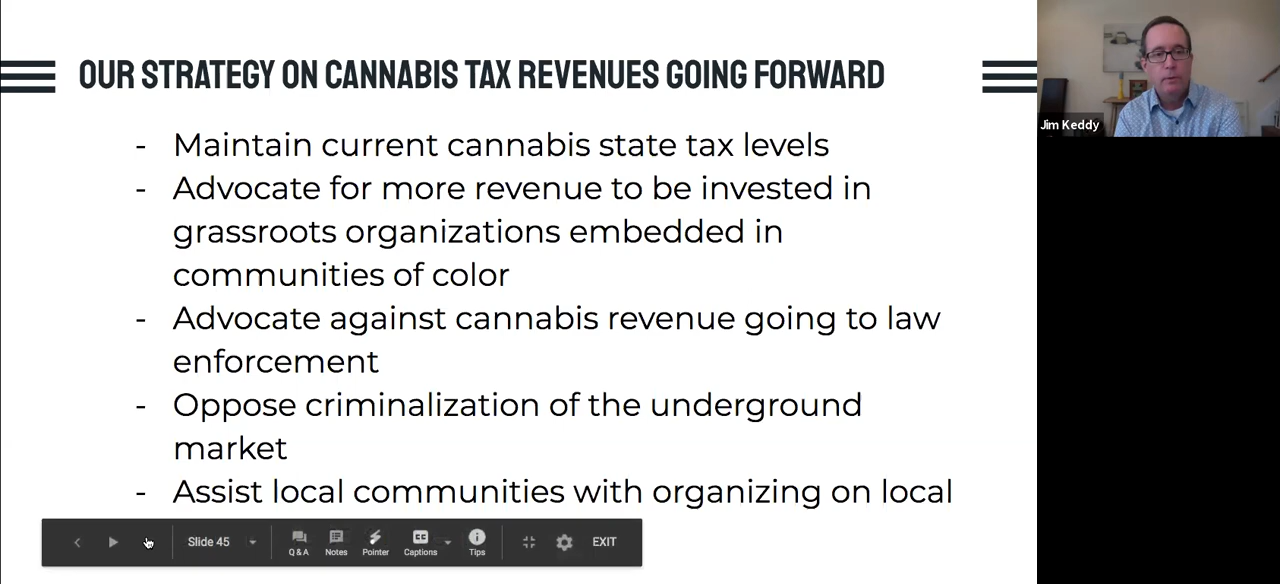 OUR STRATEGY ON CANNABIS TAX REVENUES GOING FORWARD
- Maintain current cannabis state tax levels
- Advocate for more revenue to be invested in
grassroots organizations embedded in
communities of color
- Advocate against cannabis revenue going to law
enforcement
- Oppose criminalization of the underground
market
- Assist local communities with organizing on local
Slide 45
Q & A
Notes
Pointer
CC
Captions
Tips
EXIT
Jim Keddy